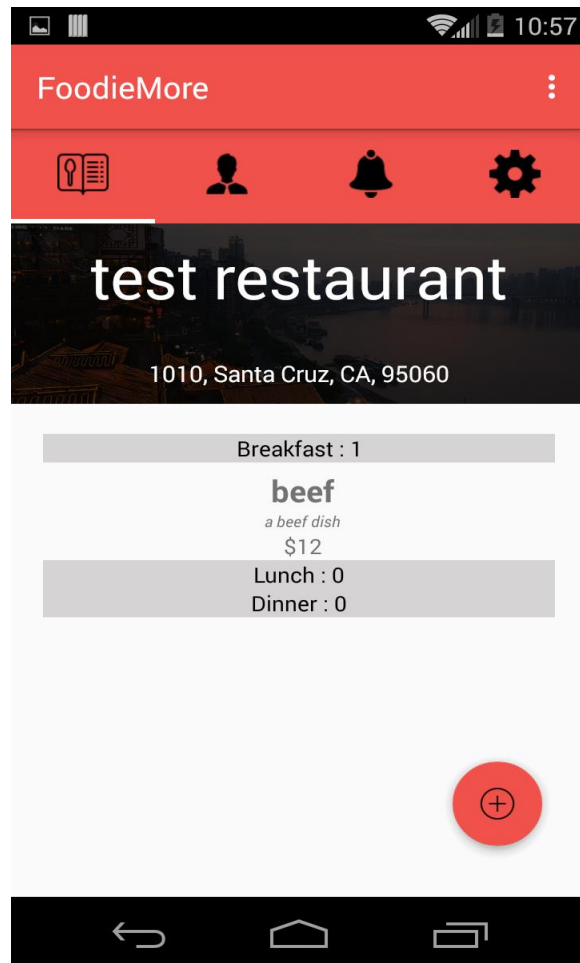 10:57
FoodieMore
test restaurant
1010, Santa Cruz, CA, 95060
Breakfast : 1
beef
a beef dish
$12
Lunch : 0
Dinner : 0